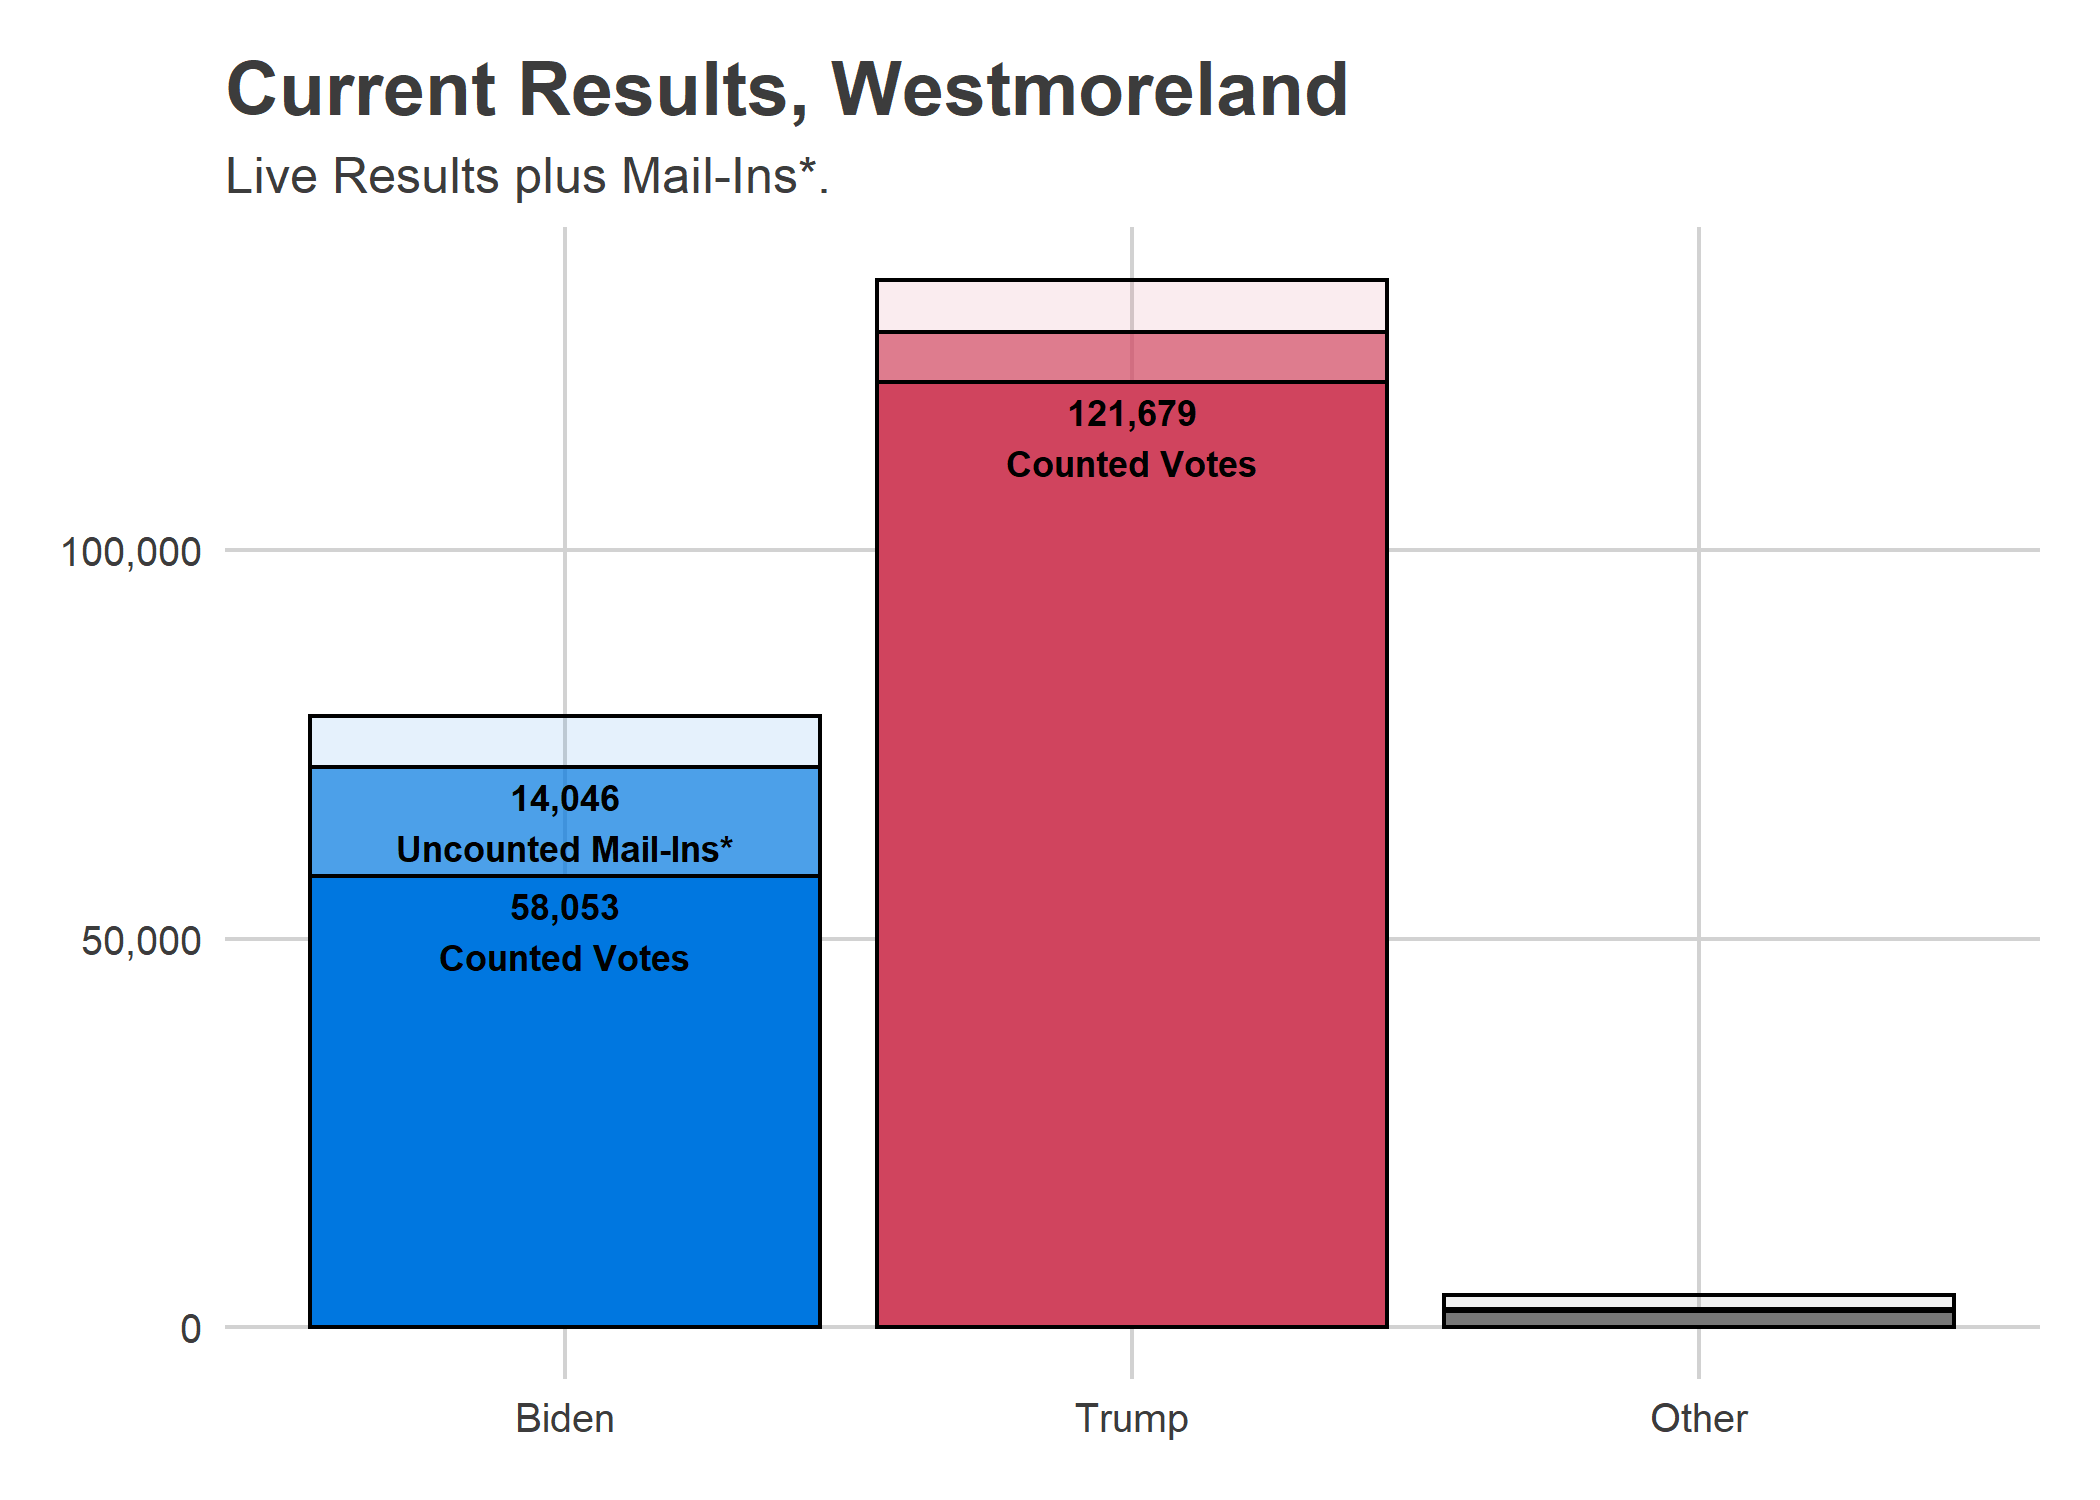 Current Results, Westmoreland
Live Results plus Mail-Ins*.
121,679
Counted Votes
100,000
14,046
Uncounted Mail-Ins*
58,053
Counted Votes
50,000
0
Biden
Trump
Other